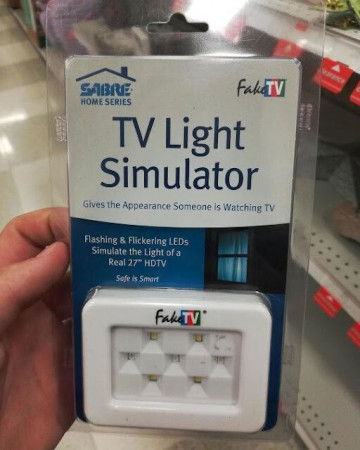 SABRE
HOME SERIES
FakeTV
TV Light
Simulator
Gives the Appearance Someone is Watching TV
Flashing & Flickering LEDs
Simulate the Light of a
Real 27" HDTV
Safe is Smart
FakeTV